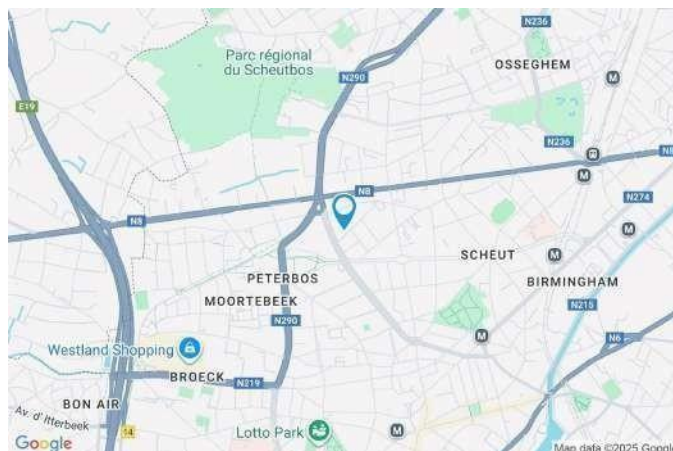 N236
Parc régional
du Scheutbos
OSSEGHEM
N290
M
E19
N236
N8
N8
M
N8
N274
M
SCHEUT
M
PETERBOS
BIRMINGHAM
MOORTEBEEK
N290
N215
M
N6
Westland Shopping
BROECK
N219
BON AIR
Av. d'Itterbeek
14
Lotto Park
M
Google
Map data ©2025 Google